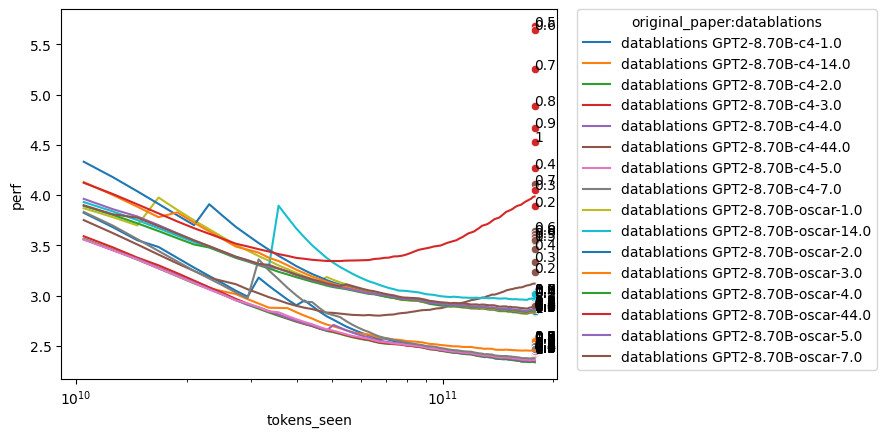 original_paper:datablations
datablations GPT2-8.70B-c4-1.0
datablations GPT2-8.70B-c4-14.0
datablations GPT2-8.70B-c4-2.0
datablations GPT2-8.70B-c4-3.0
datablations GPT2-8.70B-c4-4.0
datablations GPT2-8.70B-c4-44.0
datablations GPT2-8.70B-c4-5.0
datablations GPT2-8.70B-c4-7.0
datablations GPT2-8.70B-oscar-1.0
datablations GPT2-8.70B-oscar-14.0
datablations GPT2-8.70B-oscar-2.0
datablations GPT2-8.70B-oscar-3.0
datablations GPT2-8.70B-oscar-4.0
datablations GPT2-8.70B-oscar-44.0
datablations GPT2-8.70B-oscar-5.0
datablations GPT2-8.70B-oscar-7.0
perf
5.5
5.0
4.5
4.0
3.5
3.0
2.5
0.5
0.6
0.7
0.8
0.9
1
0.4
0.7
0.3
0.2
0.6
0.4
0.3
0.2
10^10
10^11
tokens_seen